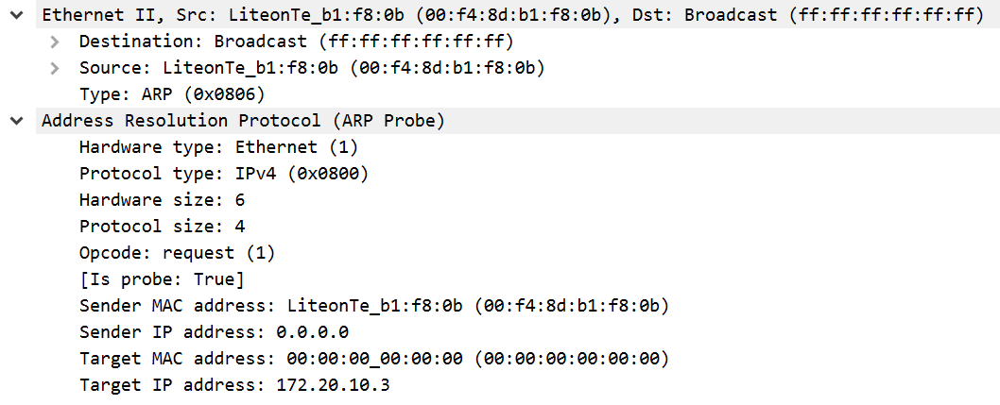 Ethernet II, Src: LiteonTe_b1:f8:0b (00:f4:8d:b1:f8:0b), Dst: Broadcast (ff:ff:ff:ff:ff:ff)
Destination: Broadcast (ff:ff:ff:ff:ff:ff)
Source: LiteonTe_b1:f8:0b (00:f4:8d:b1:f8:0b)
Type: ARP (0x0806)
Address Resolution Protocol (ARP Probe)
Hardware type: Ethernet (1)
Protocol type: IPv4 (0x0800)
Hardware size: 6
Protocol size: 4
Opcode: request (1)
[Is probe: True]
Sender MAC address: LiteonTe_b1:f8:0b (00:f4:8d:b1:f8:0b)
Sender IP address: 0.0.0.0
Target MAC address: 00:00:00_00:00:00 (00:00:00:00:00:00)
Target IP address: 172.20.10.3